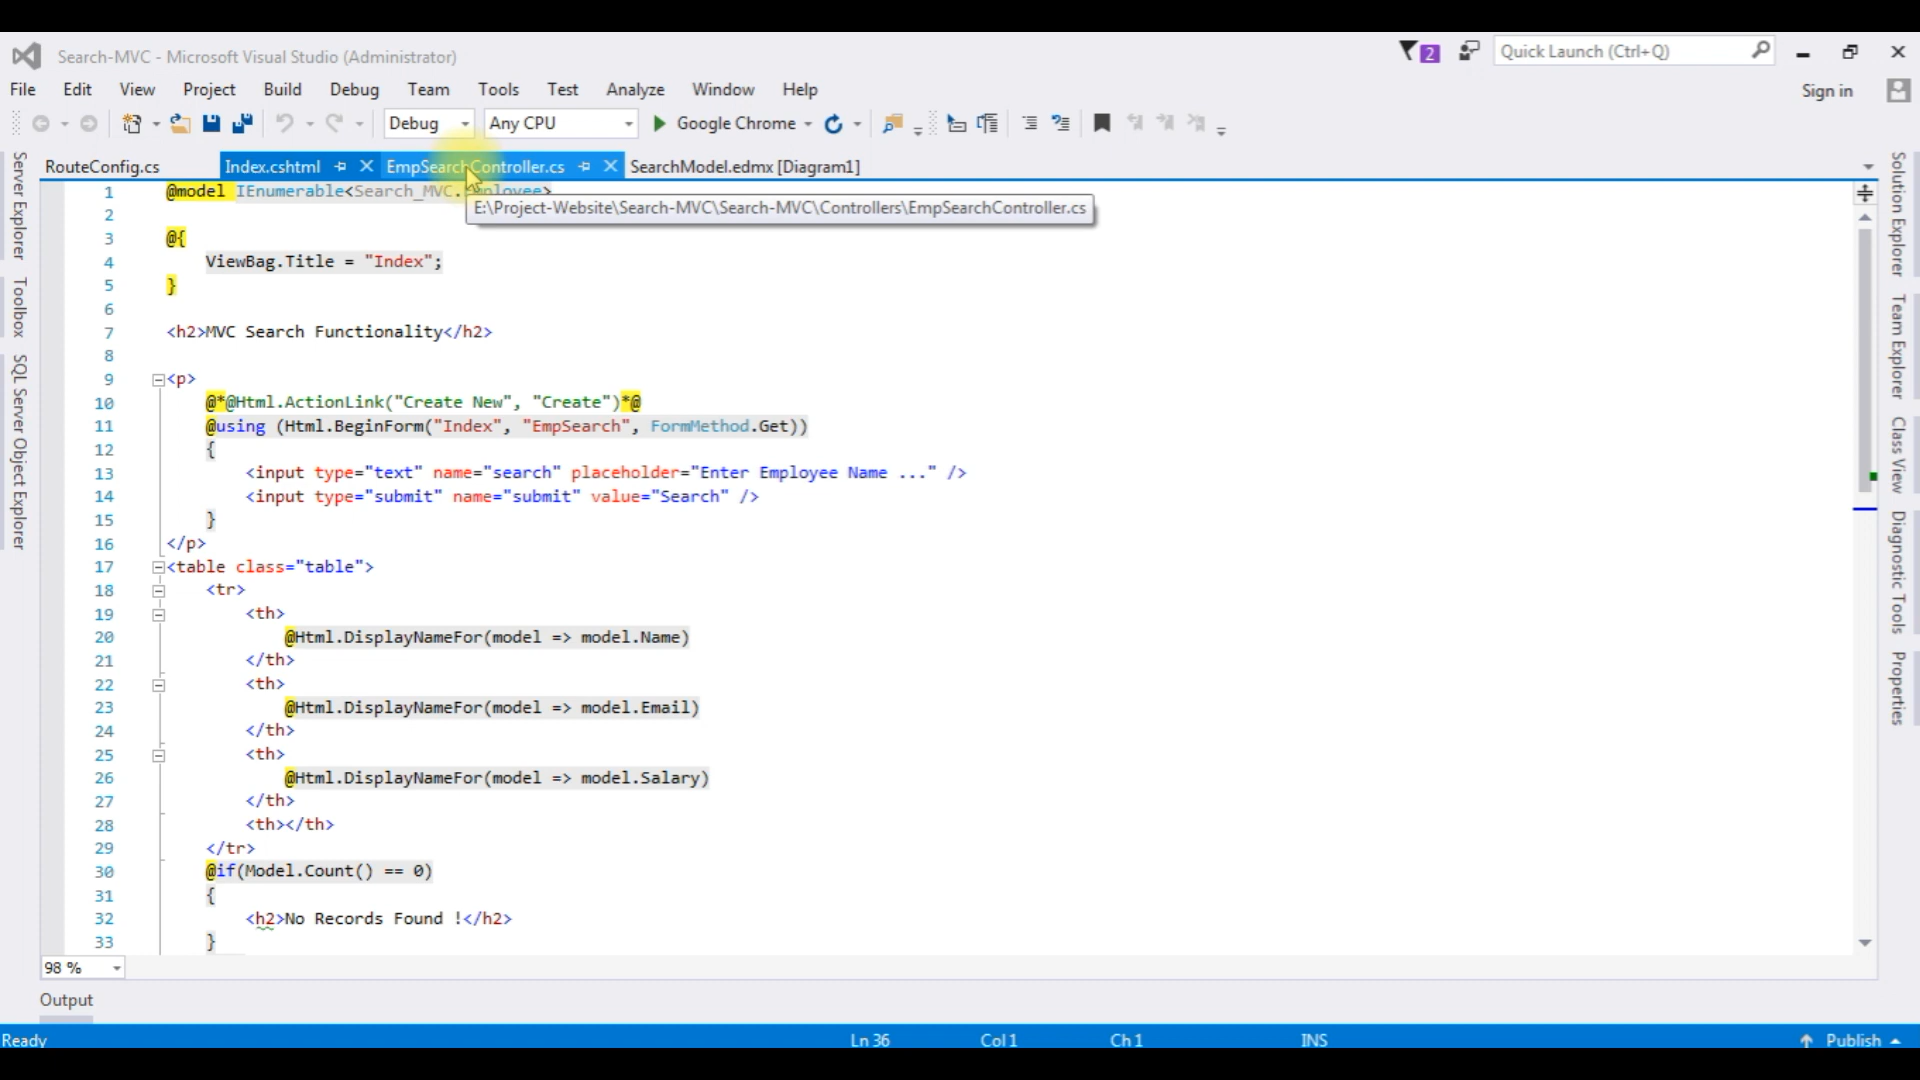 Search-MVC - Microsoft Visual Studio (Administrator)
2
Quick Launch (Ctrl+Q)
File Edit View Project Build Debug Team Tools Test Analyze Window Help
Sign in
Debug Any CPU Google Chrome
RouteConfig.cs Index.cshtml EmpSearchController.cs SearchModel.edmx [Diagram1]
Server Explorer
Toolbox
SQL Server Object Explorer
1 @model IEnumerable<Search_MVC.
E:\Project-Website\Search-MVC\Search-MVC\Controllers\EmpSearchController.cs
2
3 @{
4 ViewBag.Title = "Index";
5 }
6
7 <h2>MVC Search Functionality</h2>
8
9 <p>
10 @*@Html.ActionLink("Create New", "Create")*@
11 @using (Html.BeginForm("Index", "EmpSearch", FormMethod.Get))
12 {
13 <input type="text" name="search" placeholder="Enter Employee Name ..." />
14 <input type="submit" name="submit" value="Search" />
15 }
16 </p>
17 <table class="table">
18 <tr>
19 <th>
20 @Html.DisplayNameFor(model => model.Name)
21 </th>
22 <th>
23 @Html.DisplayNameFor(model => model.Email)
24 </th>
25 <th>
26 @Html.DisplayNameFor(model => model.Salary)
27 </th>
28 <th></th>
29 </tr>
30 @if(Model.Count() == 0)
31 {
32 <h2>No Records Found !</h2>
33 }
Solution Explorer
Team Explorer
Class View
Diagnostic Tools
Properties
98 %
Output
Ready Ln 36 Col 1 Ch 1 INS Publish